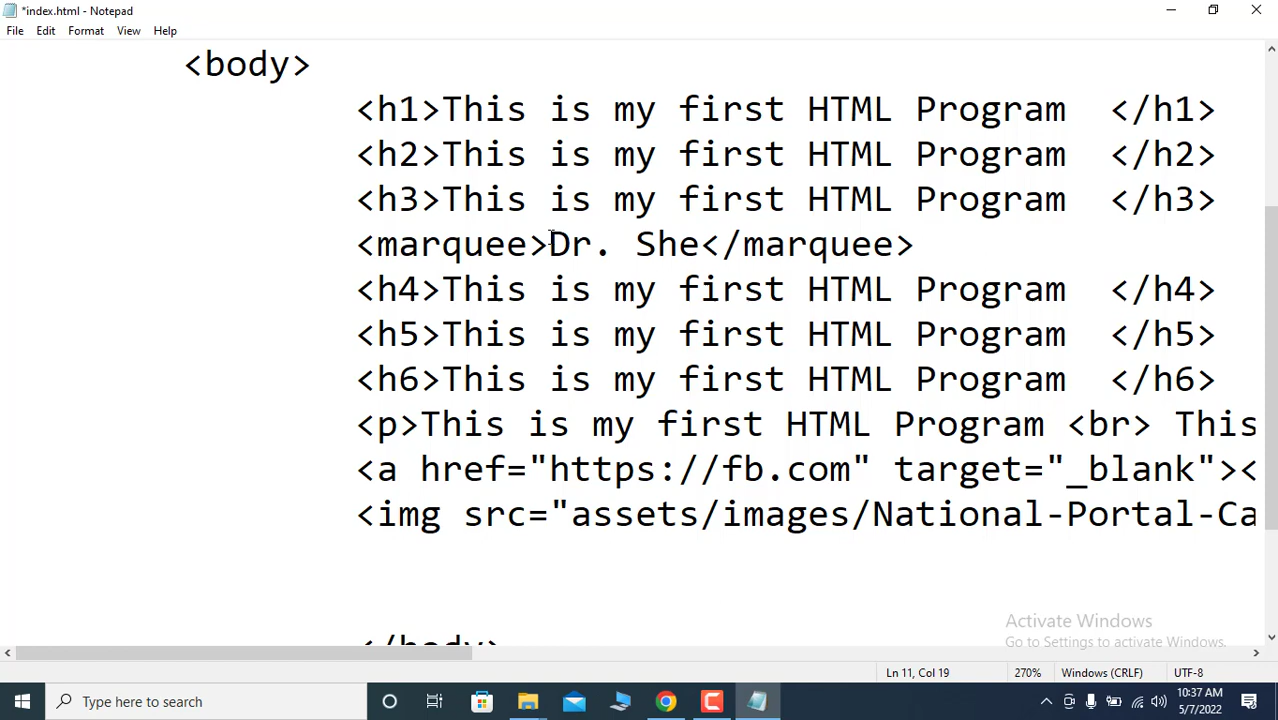 *index.html - Notepad
File Edit Format View Help
<body>
<h1>This is my first HTML Program  </h1>
<h2>This is my first HTML Program  </h2>
<h3>This is my first HTML Program  </h3>
<marquee>Dr. She</marquee>
<h4>This is my first HTML Program  </h4>
<h5>This is my first HTML Program  </h5>
<h6>This is my first HTML Program  </h6>
<p>This is my first HTML Program <br> This
<a href="https://fb.com" target="_blank"><
<img src="assets/images/National-Portal-Ca
</body>
Activate Windows
Go to Settings to activate Windows.
Ln 11, Col 19 270% Windows (CRLF) UTF-8
Type here to search
10:37 AM
5/7/2022